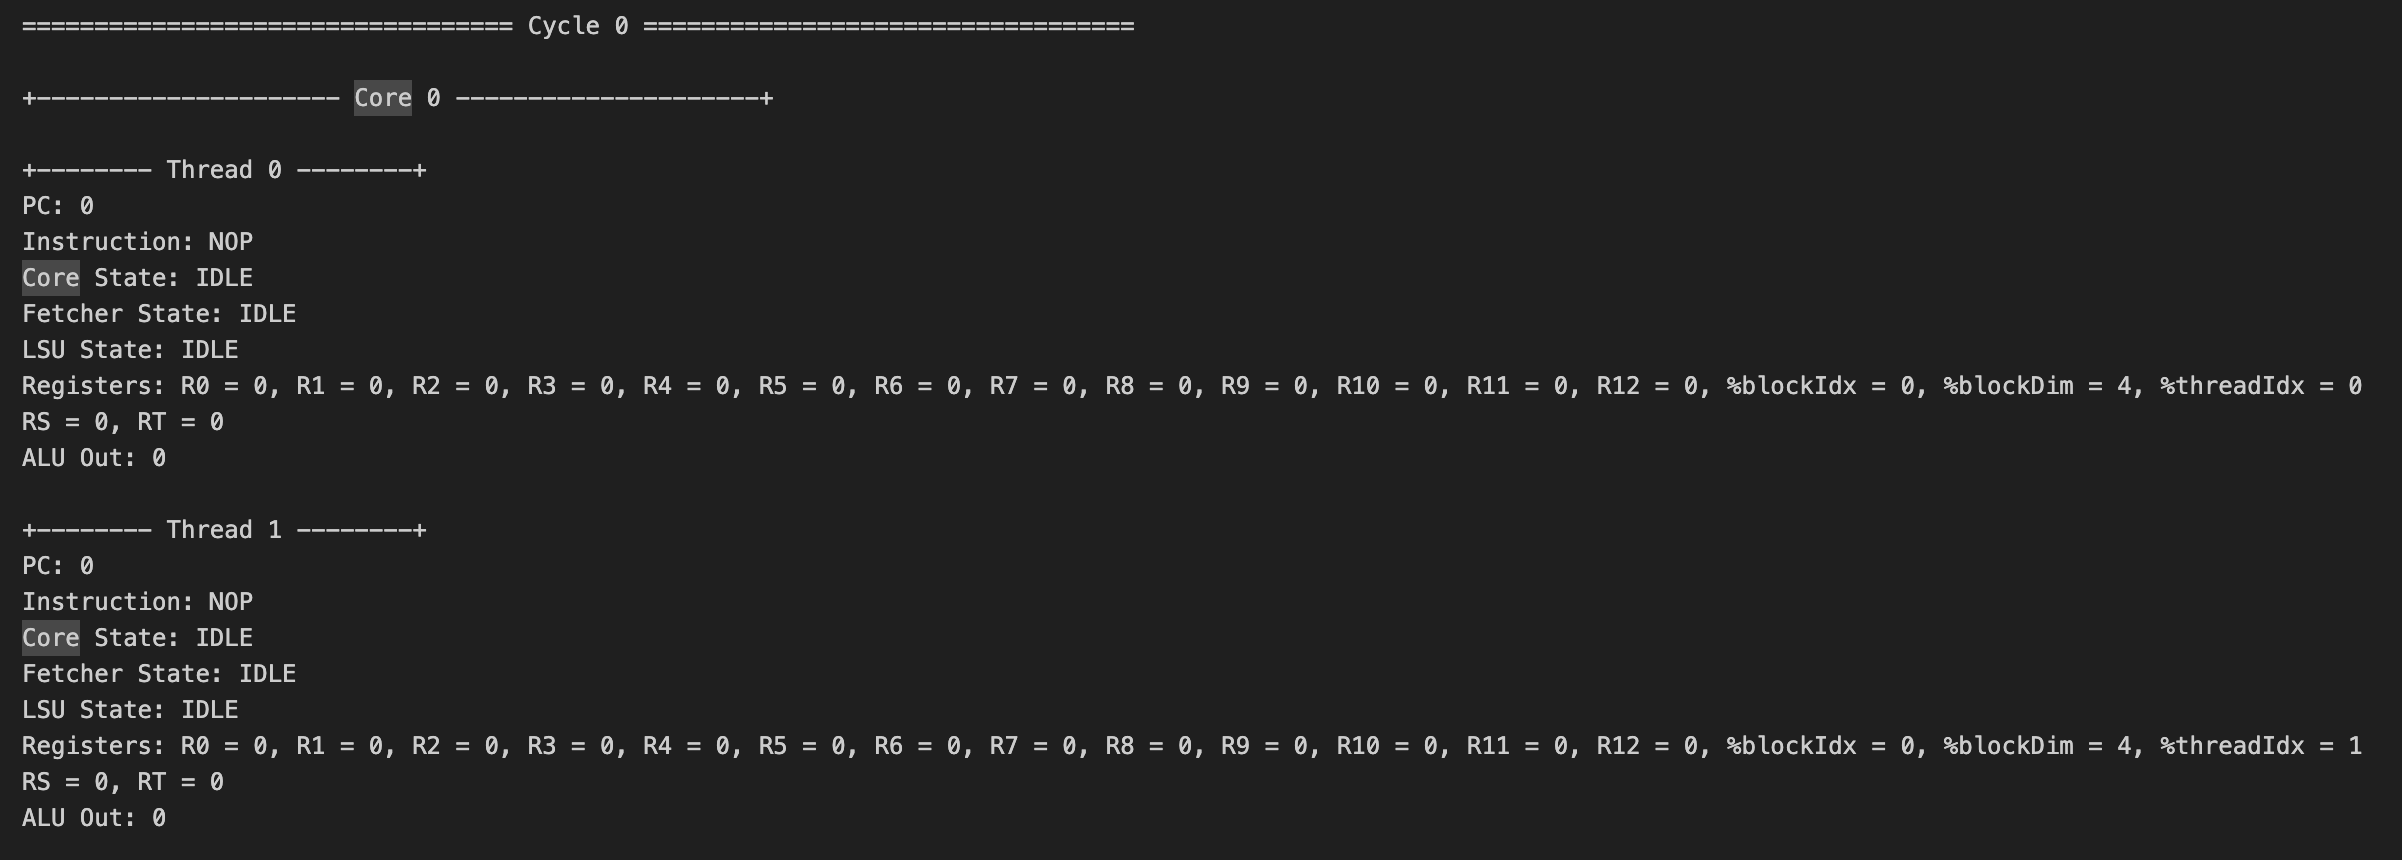 ================================== Cycle 0 ==================================
+--------------------- Core 0 ---------------------+
+-------- Thread 0 --------+
PC: 0
Instruction: NOP
Core State: IDLE
Fetcher State: IDLE
LSU State: IDLE
Registers: R0 = 0, R1 = 0, R2 = 0, R3 = 0, R4 = 0, R5 = 0, R6 = 0, R7 = 0, R8 = 0, R9 = 0, R10 = 0, R11 = 0, R12 = 0, %blockIdx = 0, %blockDim = 4, %threadIdx = 0
RS = 0, RT = 0
ALU Out: 0
+-------- Thread 1 --------+
PC: 0
Instruction: NOP
Core State: IDLE
Fetcher State: IDLE
LSU State: IDLE
Registers: R0 = 0, R1 = 0, R2 = 0, R3 = 0, R4 = 0, R5 = 0, R6 = 0, R7 = 0, R8 = 0, R9 = 0, R10 = 0, R11 = 0, R12 = 0, %blockIdx = 0, %blockDim = 4, %threadIdx = 1
RS = 0, RT = 0
ALU Out: 0